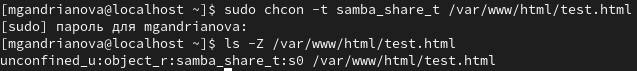 [mgandrianova@localhost ~]$ sudo chcon -t samba_share_t /var/www/html/test.html
[sudo] пароль для mgandrianova:
[mgandrianova@localhost ~]$ ls -Z /var/www/html/test.html
unconfined_u:object_r:samba_share_t:s0 /var/www/html/test.html